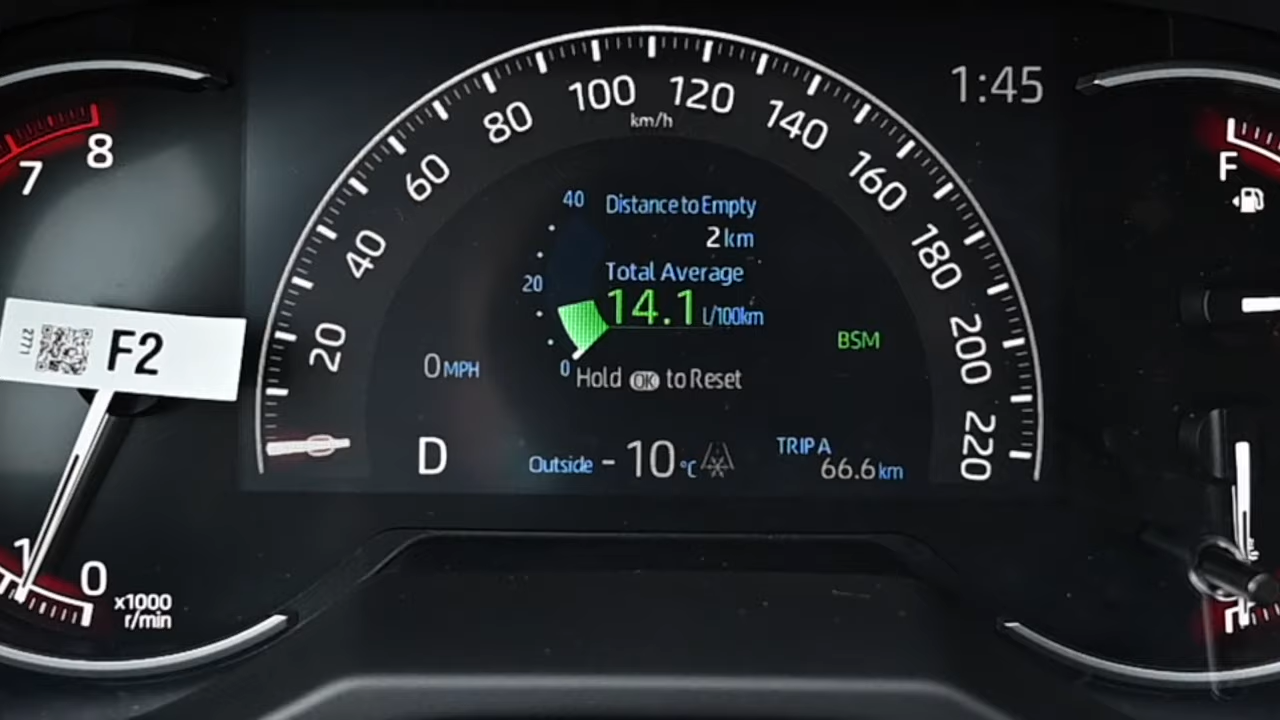 1:45
100 120
80 140
km/h
60 160
40 180
20 200
220
7 8
F
40 Distance to Empty
2 km
Total Average
20
14.1 L/100km
BSM
0 MPH
0 Hold OK to Reset
2771 F2
D
Outside -10 °C
TRIP A
66.6 km
1 0
x1000
r/min